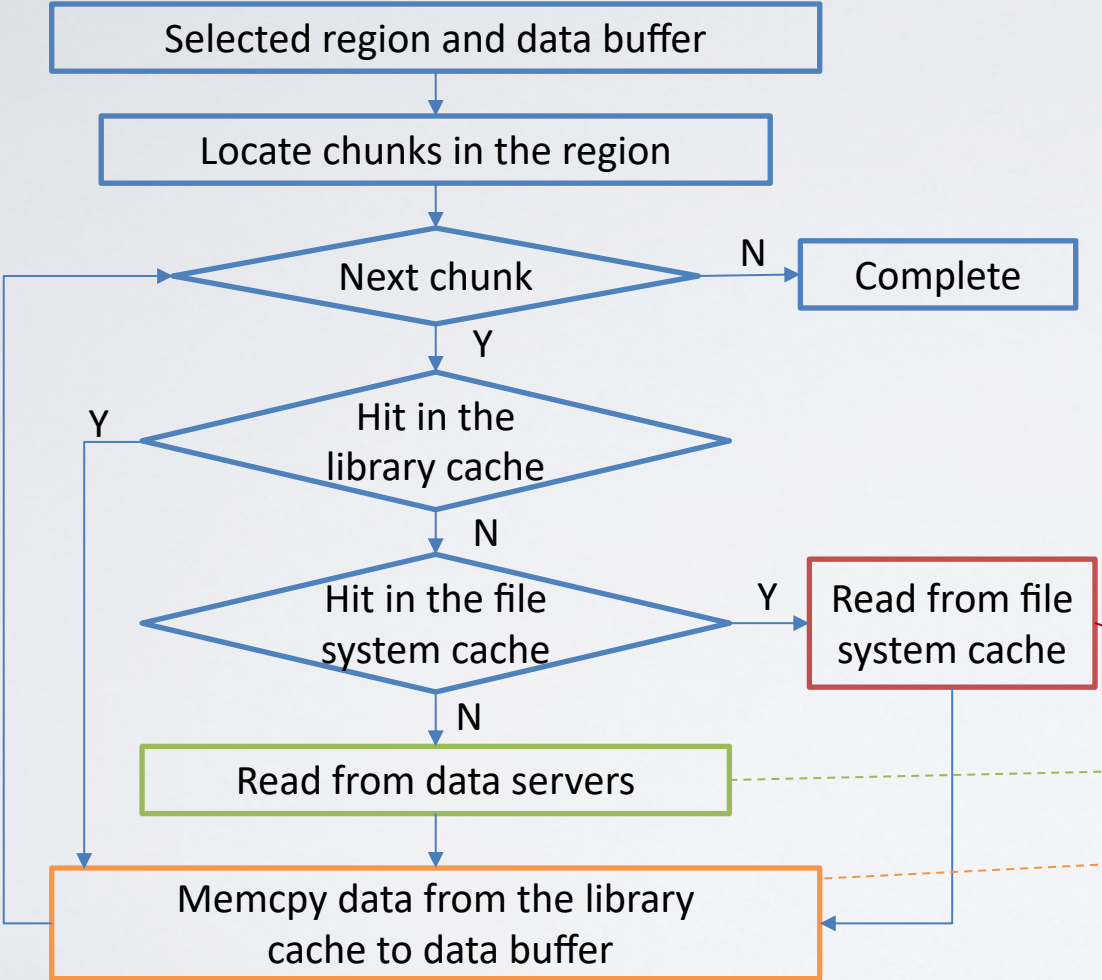 Selected region and data buffer
Locate chunks in the region
Next chunk
N
Complete
Y
Hit in the
library cache
Y
N
Hit in the file
system cache
Y
Read from file
system cache
N
Read from data servers
Memcpy data from the library
cache to data buffer